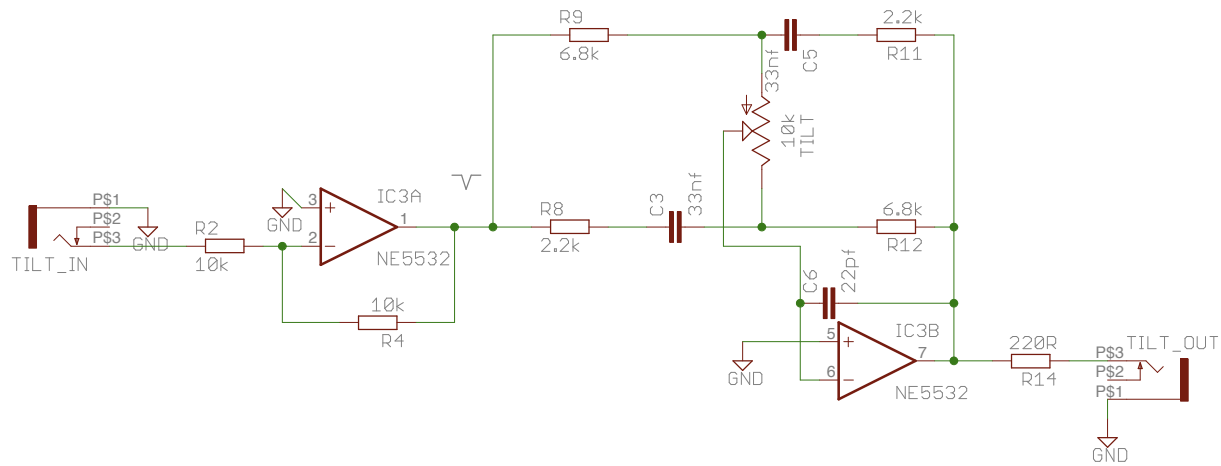 R9
6.8k
2.2k
R11
33nf
C5
10k
TILT
P$1
P$2
P$3
GND
TILT_IN
R2
10k
3
+
2
−
1
IC3A
NE5532
GND
10k
R4
R8
2.2k
C3
33nf
6.8k
R12
C6
22pf
5
+
6
−
7
IC3B
NE5532
GND
220R
R14
TILT_OUT
P$3
P$2
P$1
GND